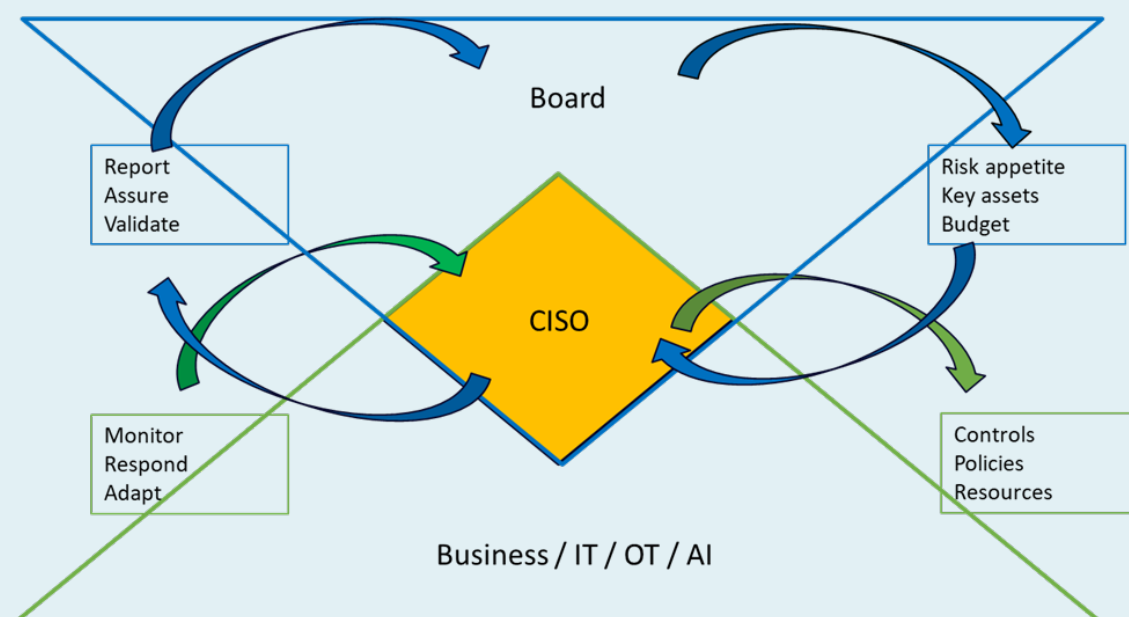 Board
Report
Assure
Validate
Risk appetite
Key assets
Budget
CISO
Monitor
Respond
Adapt
Controls
Policies
Resources
Business / IT / OT / AI